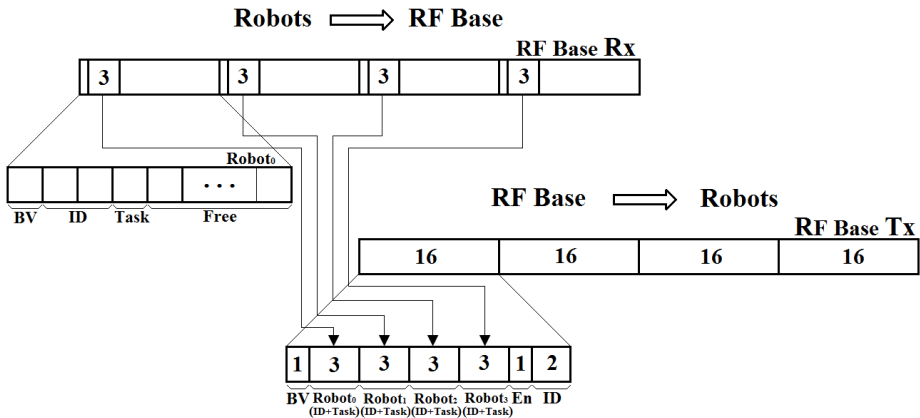 Robots ⟹ RF Base
RF Base Rx
3 3 3 3
Robot₀
. . .
BV ID Task Free
RF Base ⟹ Robots
RF Base Tx
16 16 16 16
1 3 3 3 3 1 2
BV Robot₀ Robot₁ Robot₂ Robot₃ En ID
(ID+Task) (ID+Task) (ID+Task) (ID+Task)